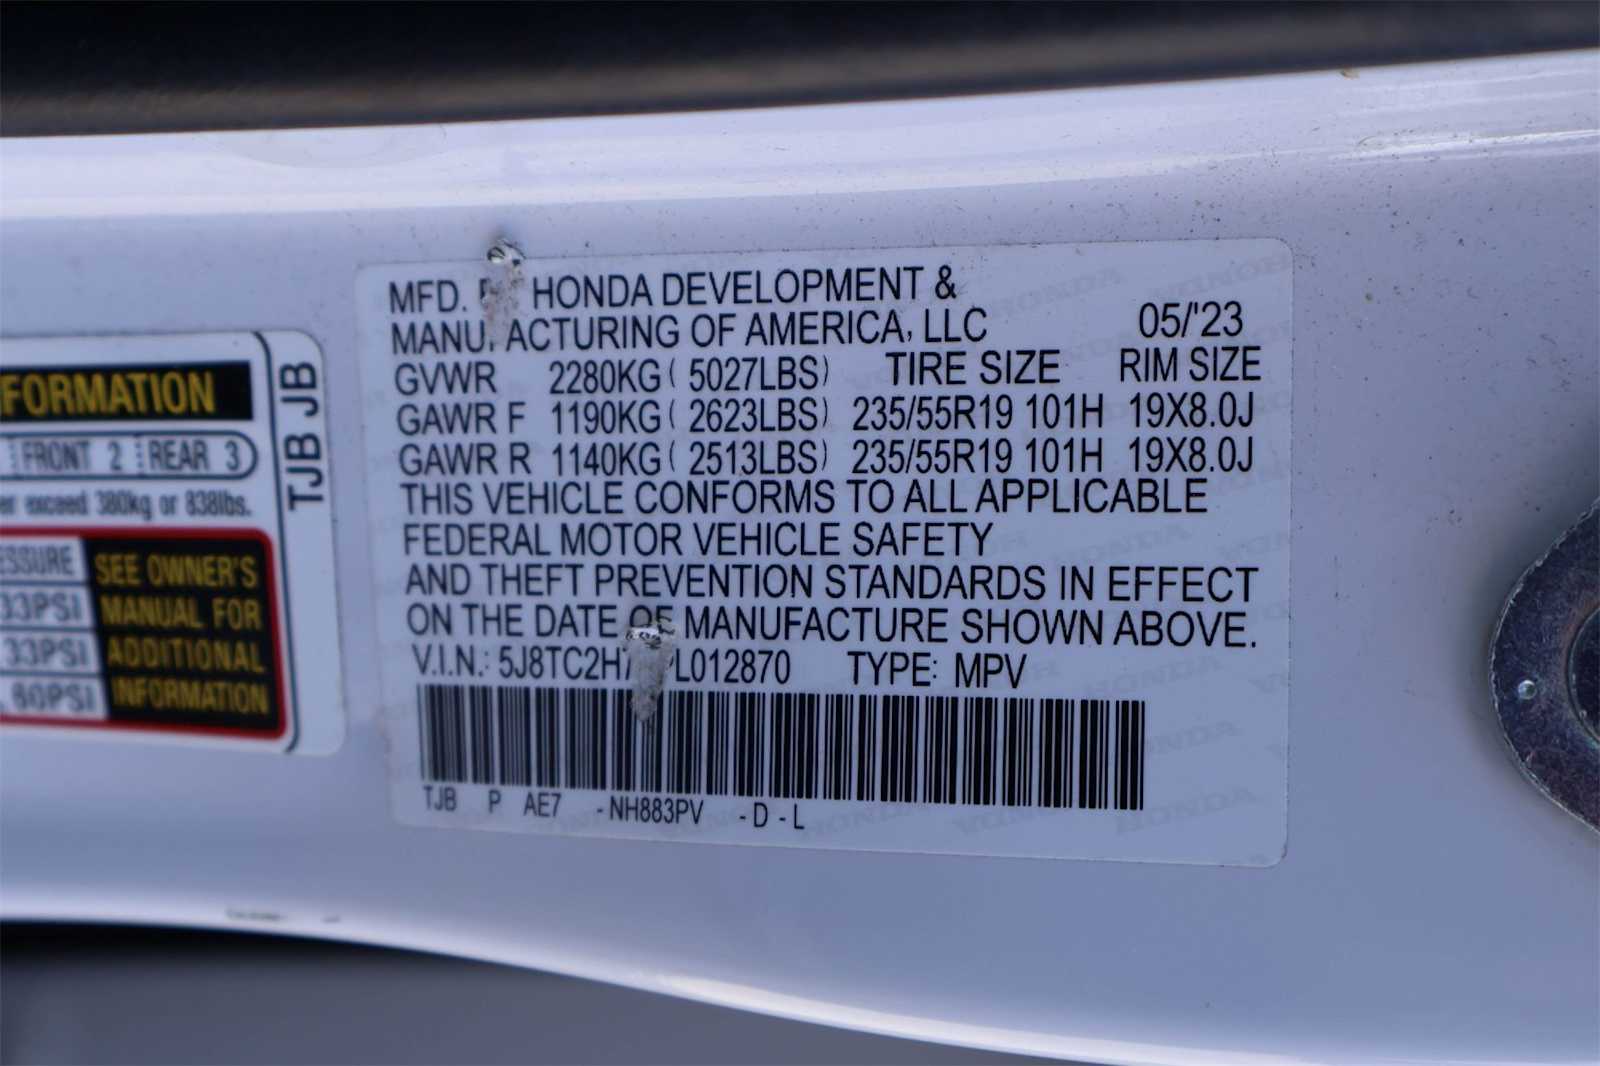 FORMATION
FRONT 2 REAR 3
exceed 380kg or 838lbs.
33PSI
33PSI
60PSI
SEE OWNER'S
MANUAL FOR
ADDITIONAL
INFORMATION
TJB JB
MFD. HONDA DEVELOPMENT &
MANUFACTURING OF AMERICA, LLC 05/'23
GVWR 2280KG ( 5027LBS) TIRE SIZE RIM SIZE
GAWR F 1190KG ( 2623LBS) 235/55R19 101H 19X8.0J
GAWR R 1140KG ( 2513LBS) 235/55R19 101H 19X8.0J
THIS VEHICLE CONFORMS TO ALL APPLICABLE
FEDERAL MOTOR VEHICLE SAFETY
AND THEFT PREVENTION STANDARDS IN EFFECT
ON THE DATE OF MANUFACTURE SHOWN ABOVE.
V.I.N.: TYPE: MPV
TJB P AE7 -NH883PV -D-L